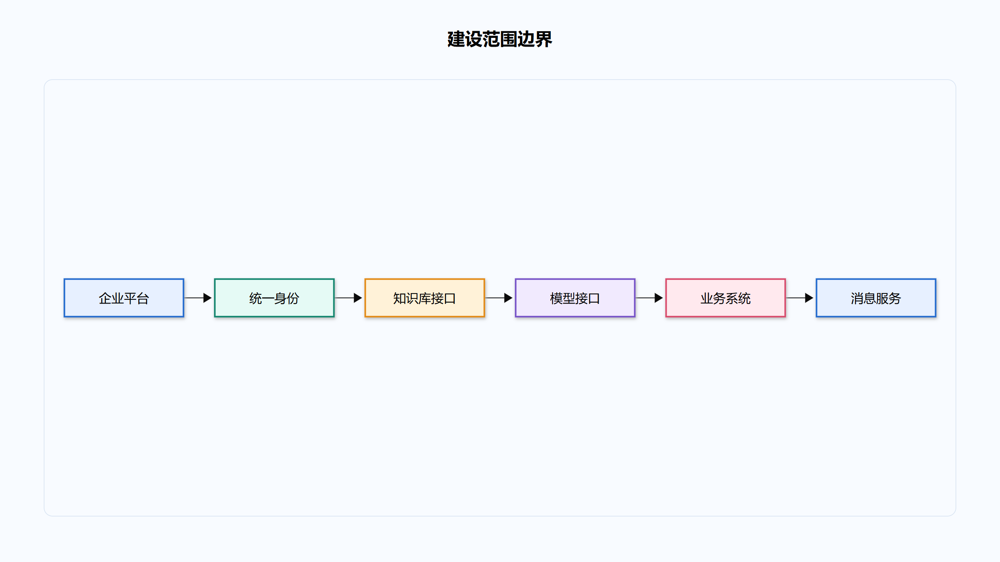 建设范围边界
企业平台
统一身份
知识库接口
模型接口
业务系统
消息服务